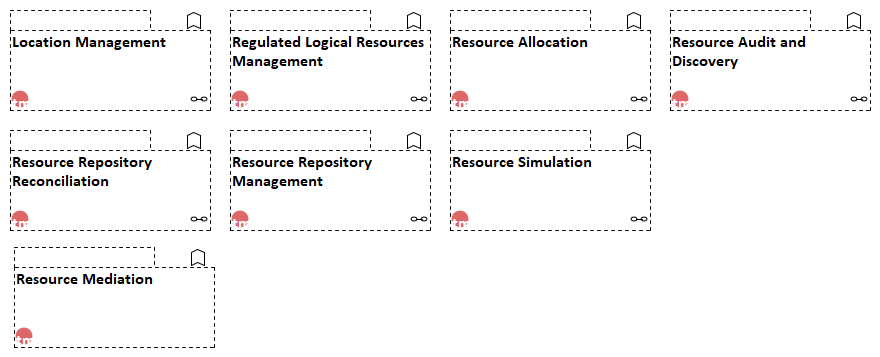 Location Management
Regulated Logical Resources
Management
Resource Allocation
Resource Audit and
Discovery
Resource Repository
Reconciliation
Resource Repository
Management
Resource Simulation
Resource Mediation